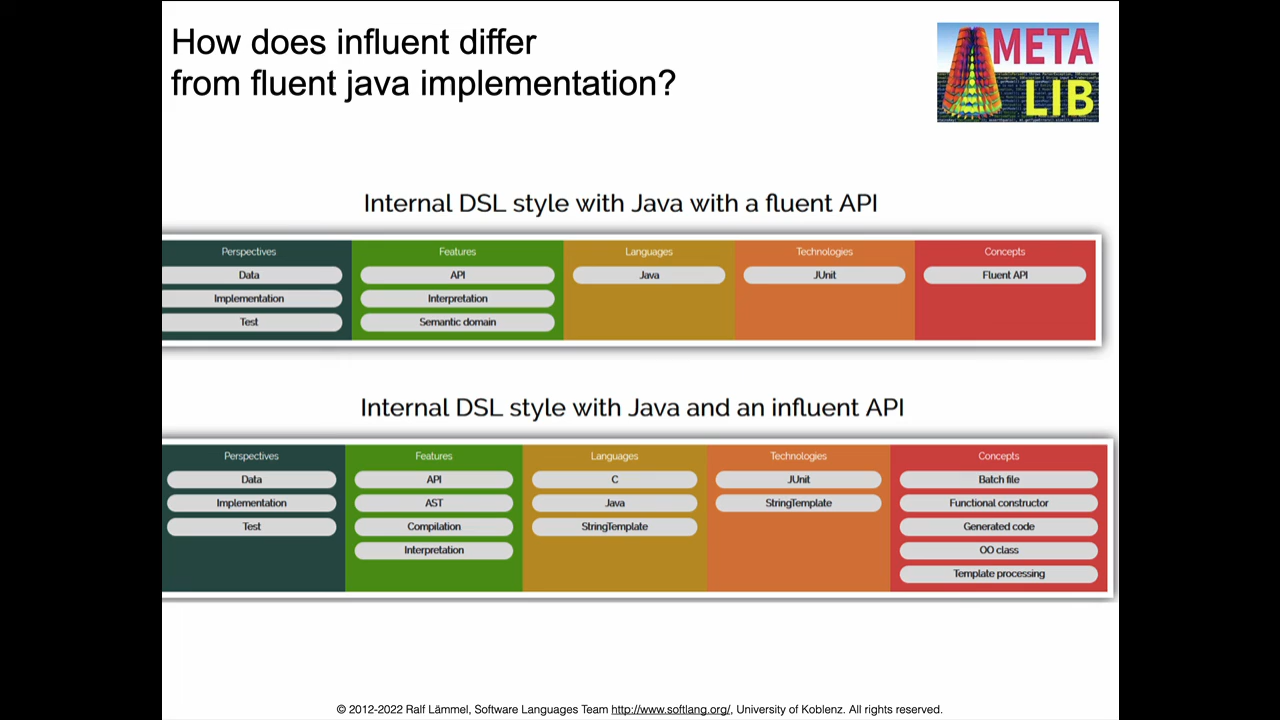 How does influent differ
from fluent java implementation?
META
LIB
Internal DSL style with Java with a fluent API
Perspectives Features Languages Technologies Concepts
Data API Java JUnit Fluent API
Implementation Interpretation
Test Semantic domain
Internal DSL style with Java and an influent API
Perspectives Features Languages Technologies Concepts
Data API C JUnit Batch file
Implementation AST Java StringTemplate Functional constructor
Test Compilation StringTemplate Generated code
Interpretation OO class
Template processing
© 2012-2022 Ralf Lämmel, Software Languages Team http://www.softlang.org/, University of Koblenz. All rights reserved.